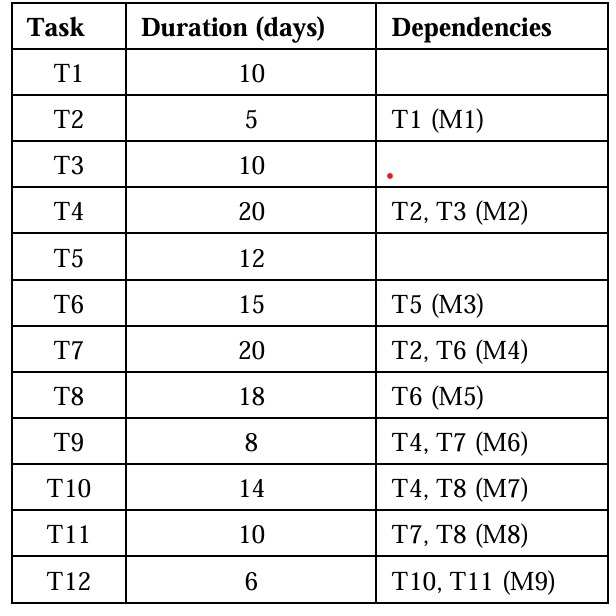 Task Duration (days) Dependencies
T1 10
T2 5 T1 (M1)
T3 10
T4 20 T2, T3 (M2)
T5 12
T6 15 T5 (M3)
T7 20 T2, T6 (M4)
T8 18 T6 (M5)
T9 8 T4, T7 (M6)
T10 14 T4, T8 (M7)
T11 10 T7, T8 (M8)
T12 6 T10, T11 (M9)